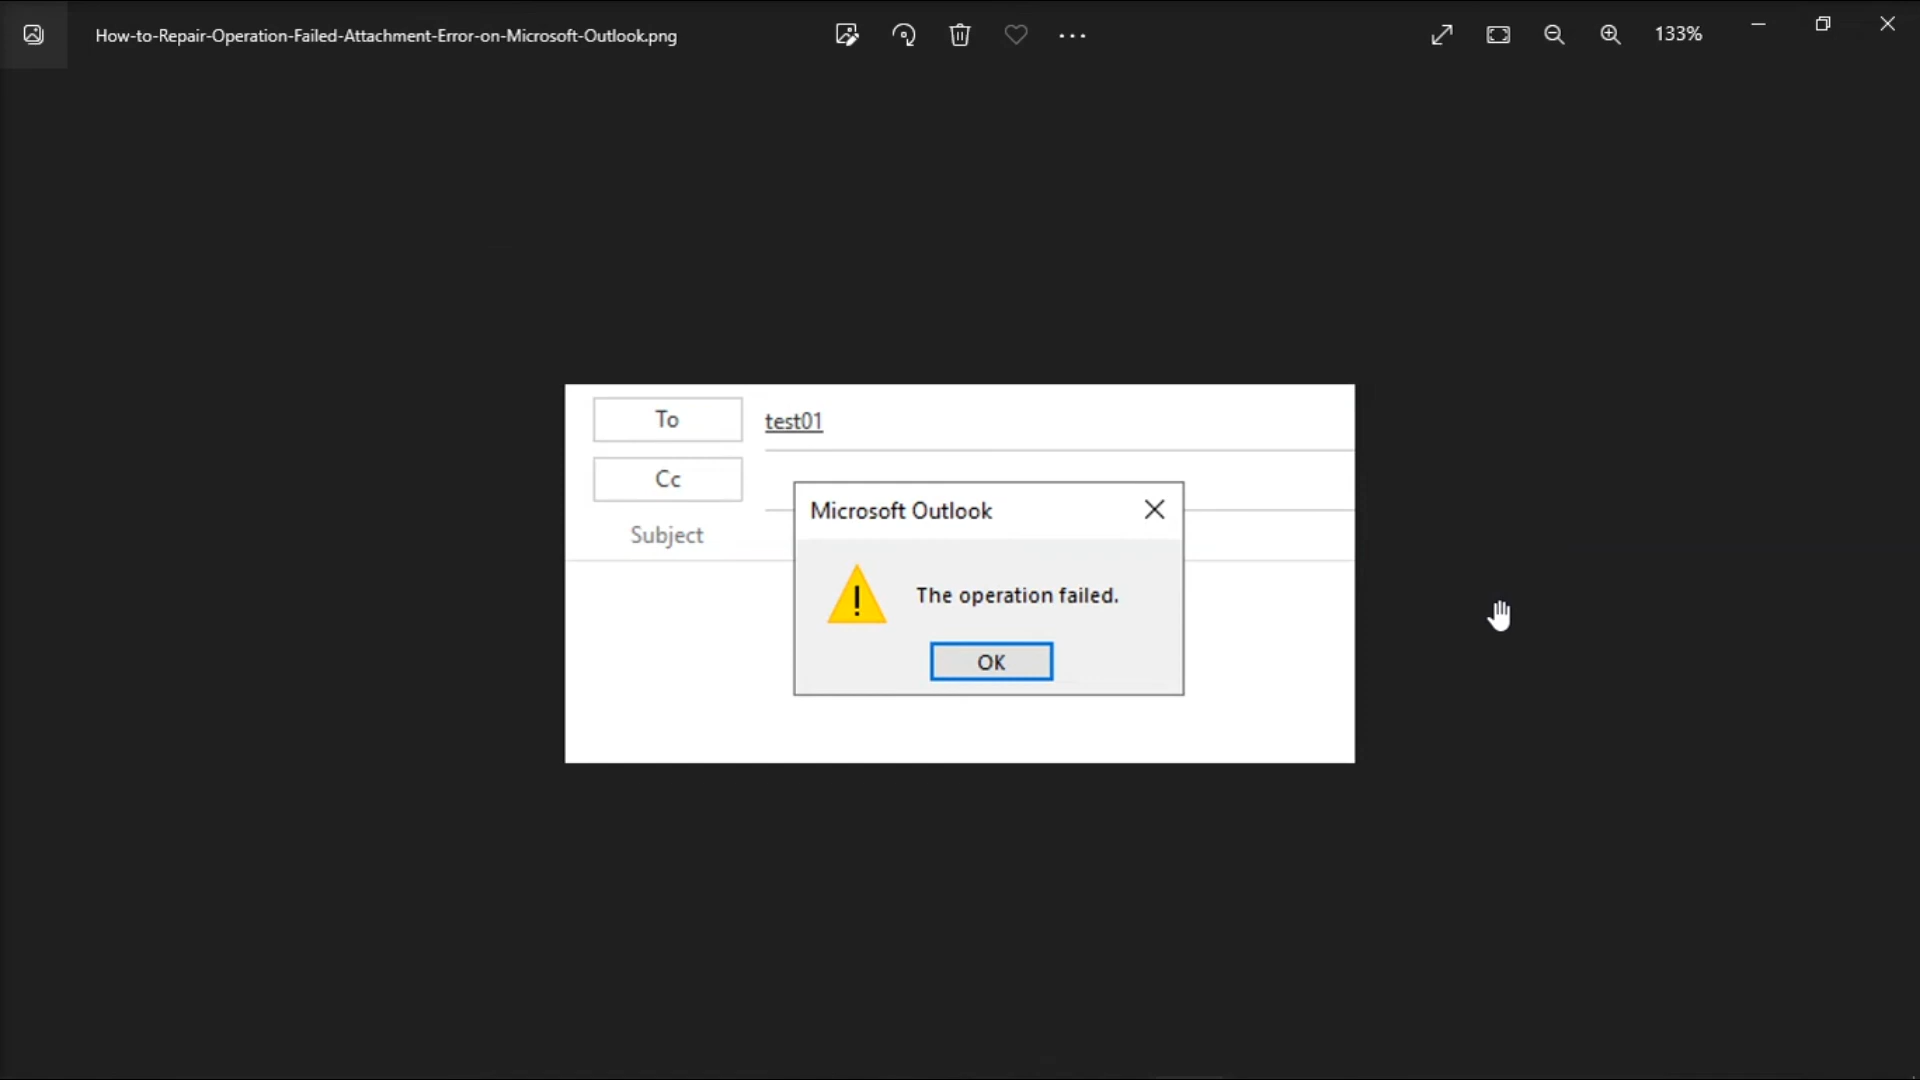 How-to-Repair-Operation-Failed-Attachment-Error-on-Microsoft-Outlook.png
133%
To
test01
Cc
Microsoft Outlook
Subject
The operation failed.
OK